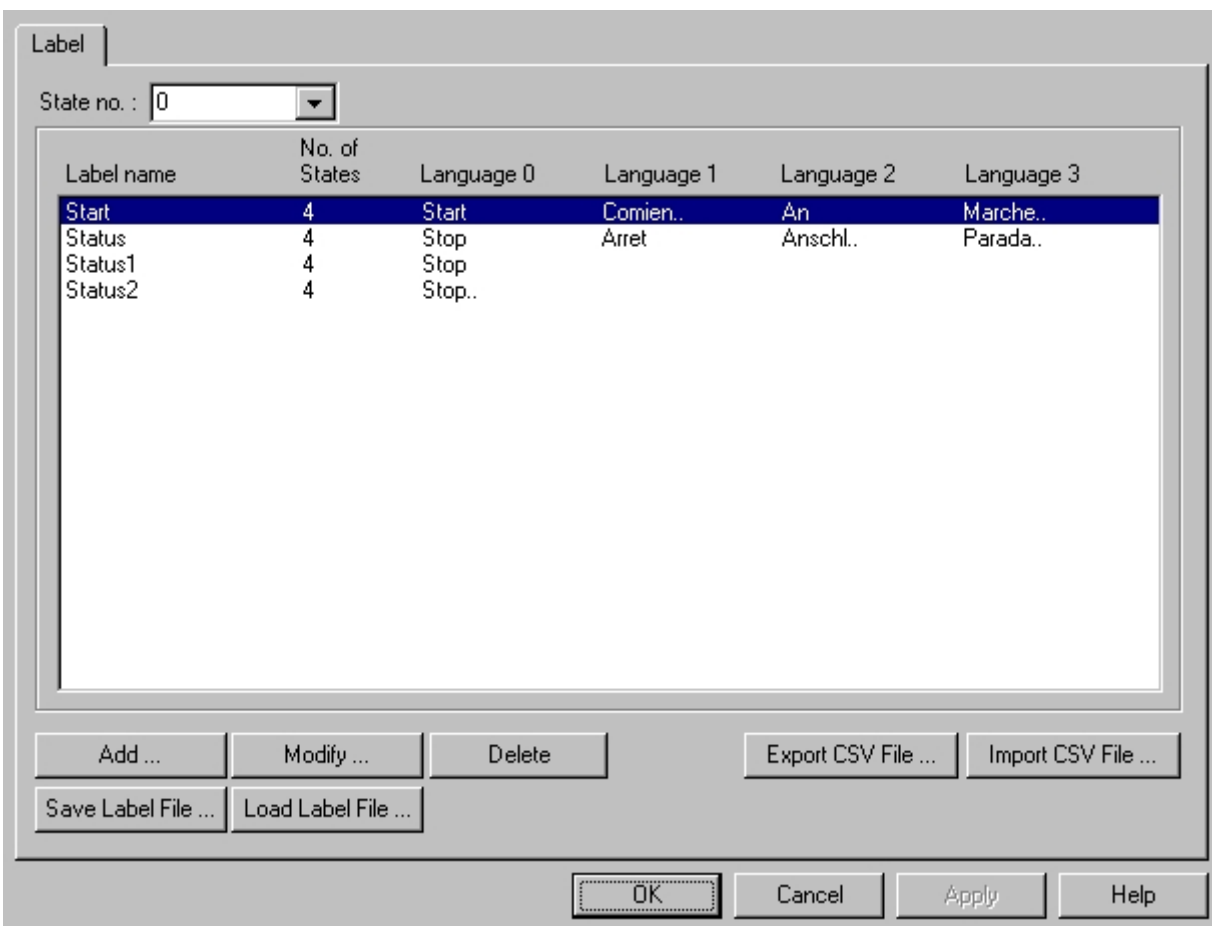 Label
State no. : 0
No. of
Label name States Language 0 Language 1 Language 2 Language 3
Start 4 Start Comien.. An Marche..
Status 4 Stop Arret Anschl.. Parada..
Status1 4 Stop
Status2 4 Stop..
Add ... Modify ... Delete Export CSV File ... Import CSV File ...
Save Label File ... Load Label File ...
OK Cancel Apply Help